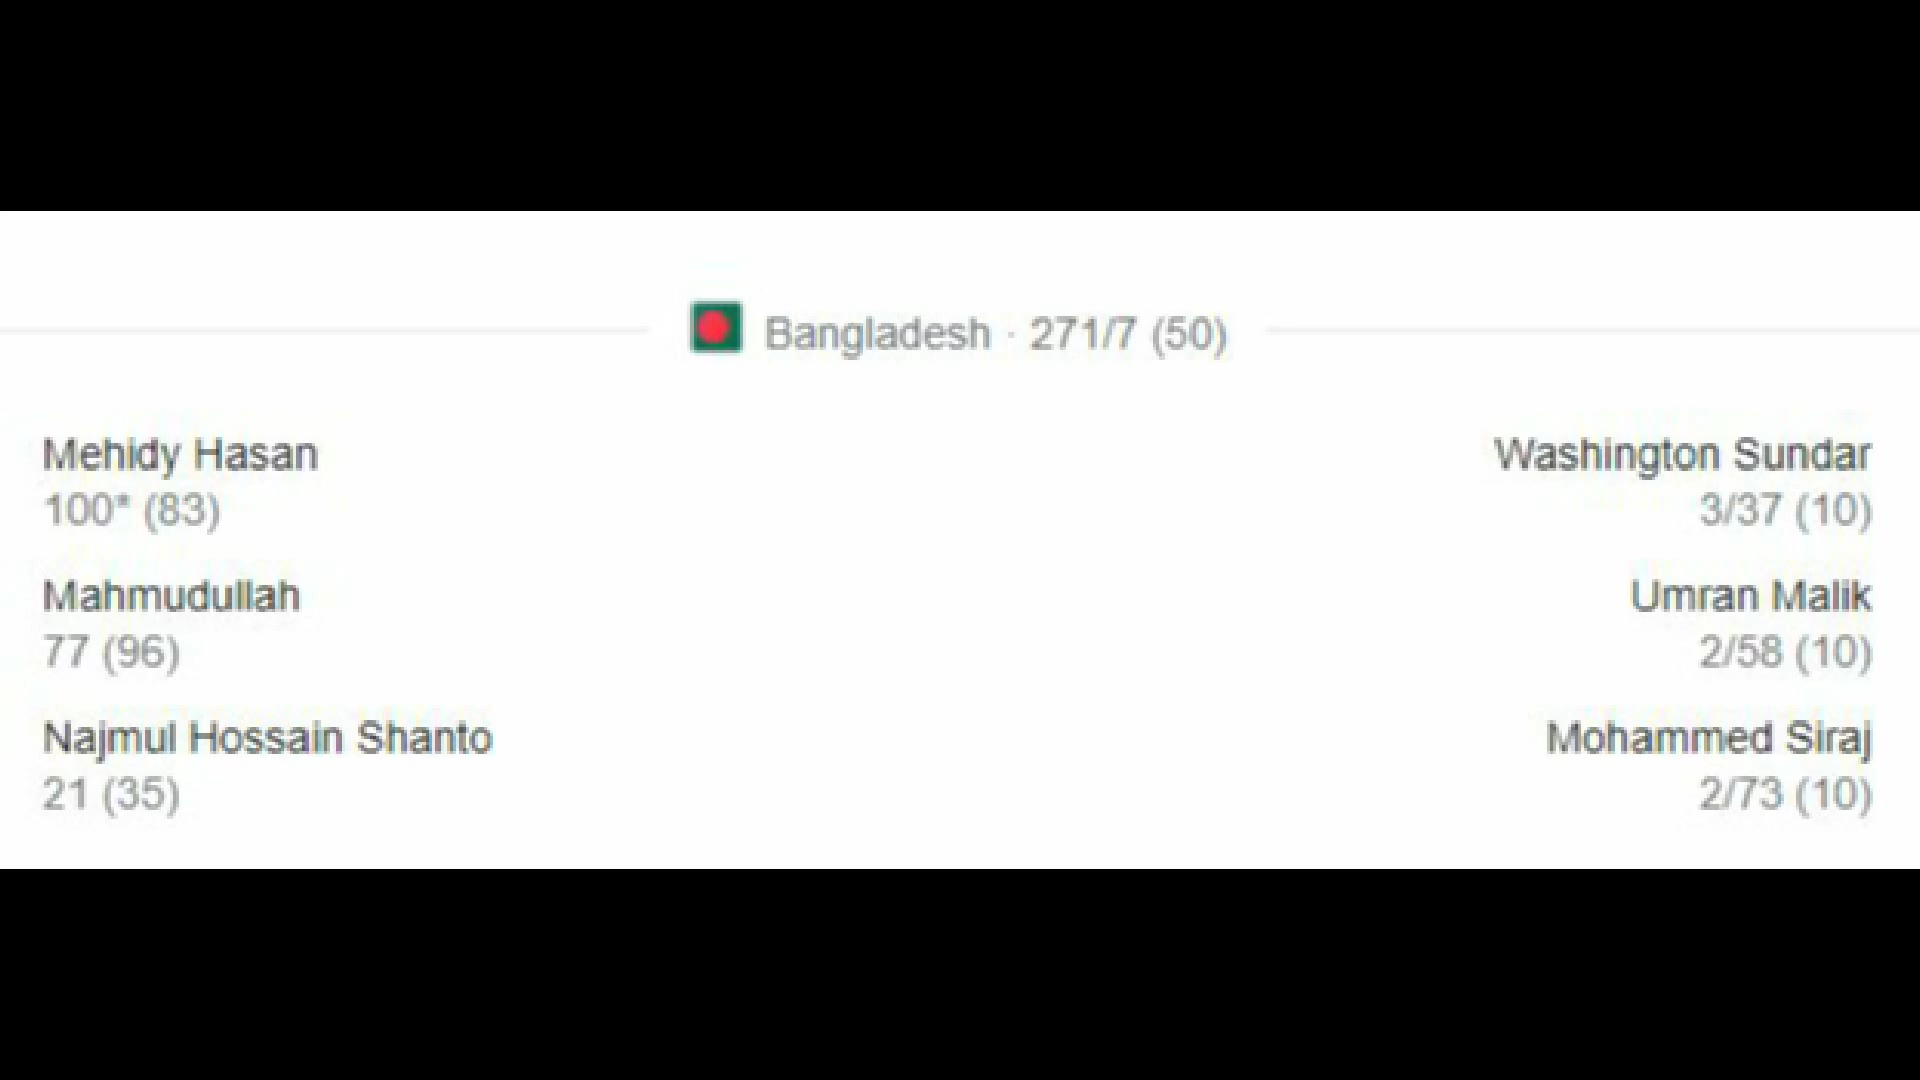 Bangladesh · 271/7 (50)
Mehidy Hasan
100* (83)
Mahmudullah
77 (96)
Najmul Hossain Shanto
21 (35)
Washington Sundar
3/37 (10)
Umran Malik
2/58 (10)
Mohammed Siraj
2/73 (10)